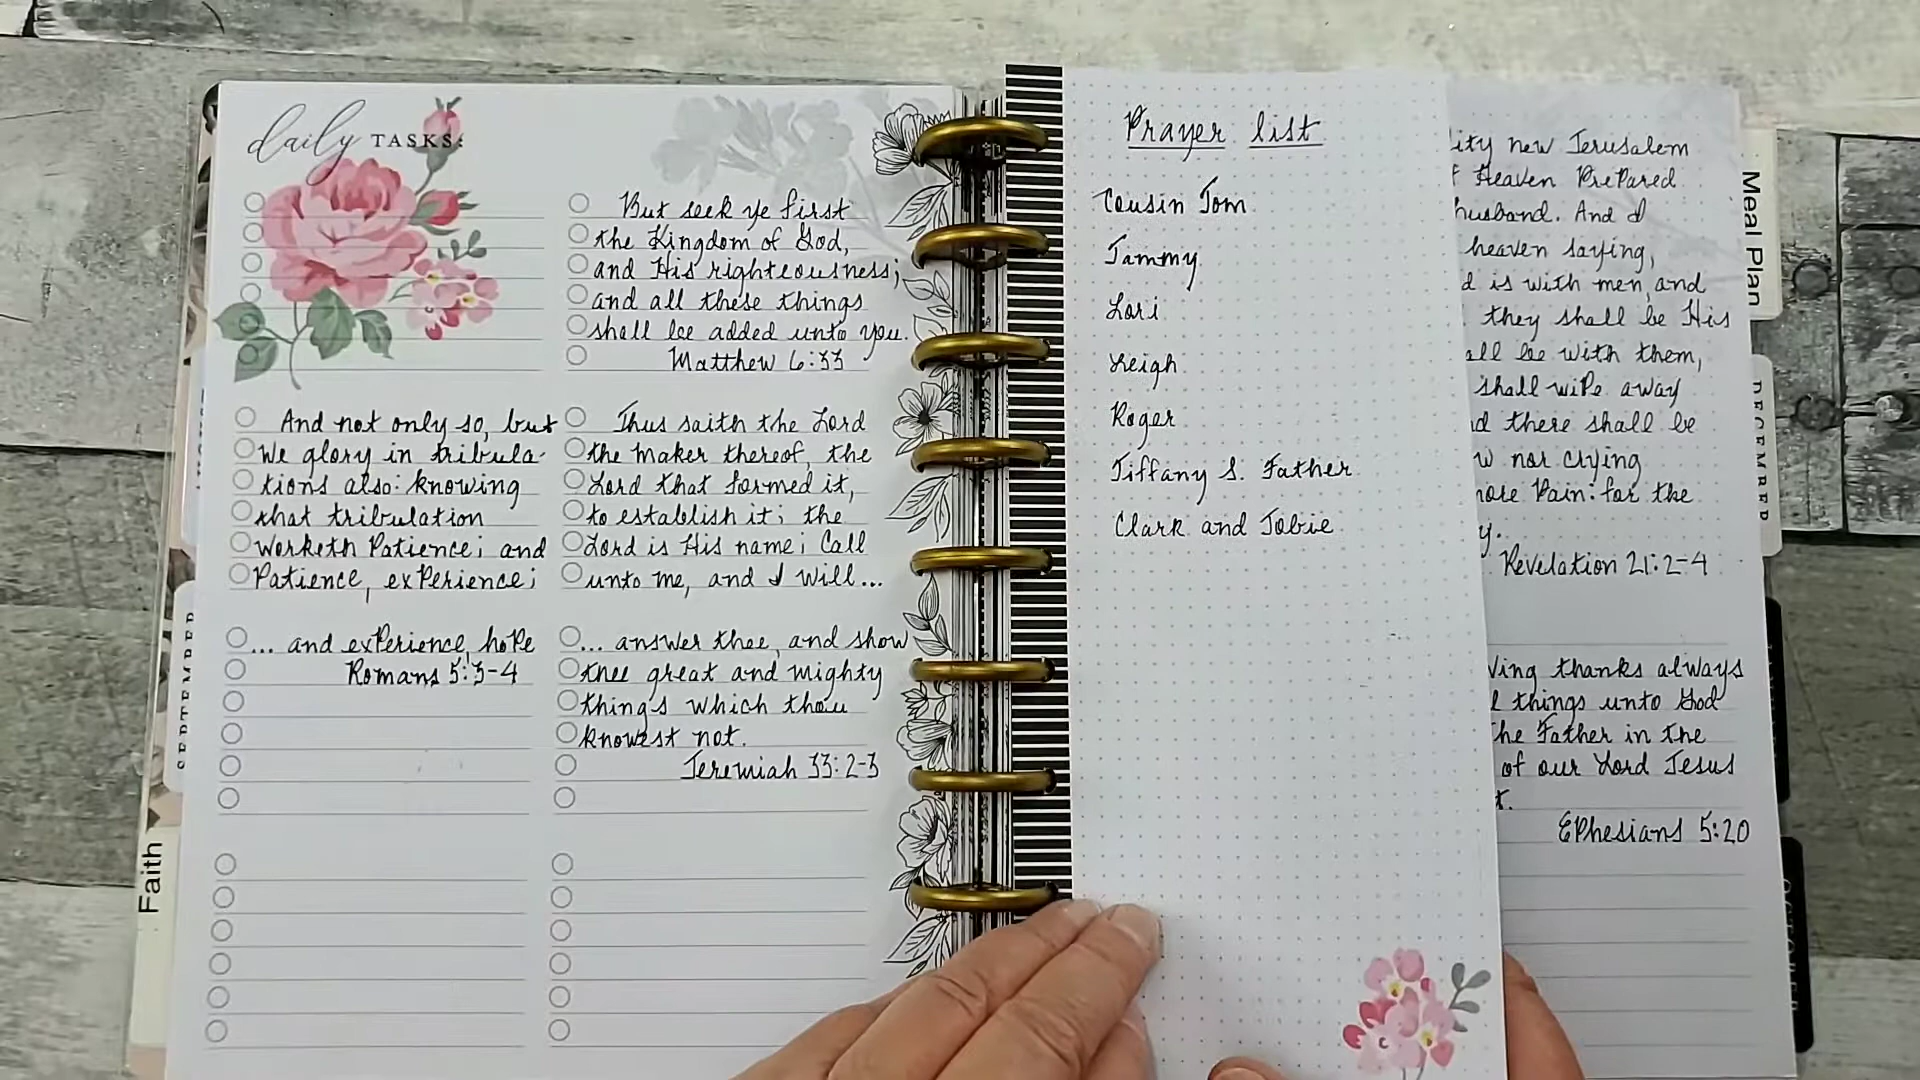 daily TASKS:
But seek ye first
the Kingdom of God,
and His righteousness;
and all these things
shall be added unto you.
Matthew 6:33
And not only so, but
We glory in tribula-
tions also: knowing
that tribulation
worketh Patience; and
Patience, exPerience;
... and exPerience, hoPe
Romans 5:3-4
Thus saith the Lord
the maker thereof, the
Lord that formed it,
to establish it; the
Lord is His name; Call
unto me, and I will...
... answer thee, and show
thee great and mighty
things which thou
knowest not.
Jeremiah 33:2-3
Prayer list
Cousin Tom
Tammy
Lori
Leigh
Roger
Tiffany S. Father
Clark and Tobie
ity new Jerusalem
Heaven PrePared
husband. And I
heaven saying,
d is with men, and
they shall be His
all be with them,
shall wiPe away
nd there shall be
w nor crying
more Pain: for the
y.
Revelation 21:2-4
ving thanks always
l things unto God
the Father in the
of our Lord Jesus
t.
EPhesians 5:20
Meal Plan
DECEMBER
SEPTEMBER
Faith
OCTOBER